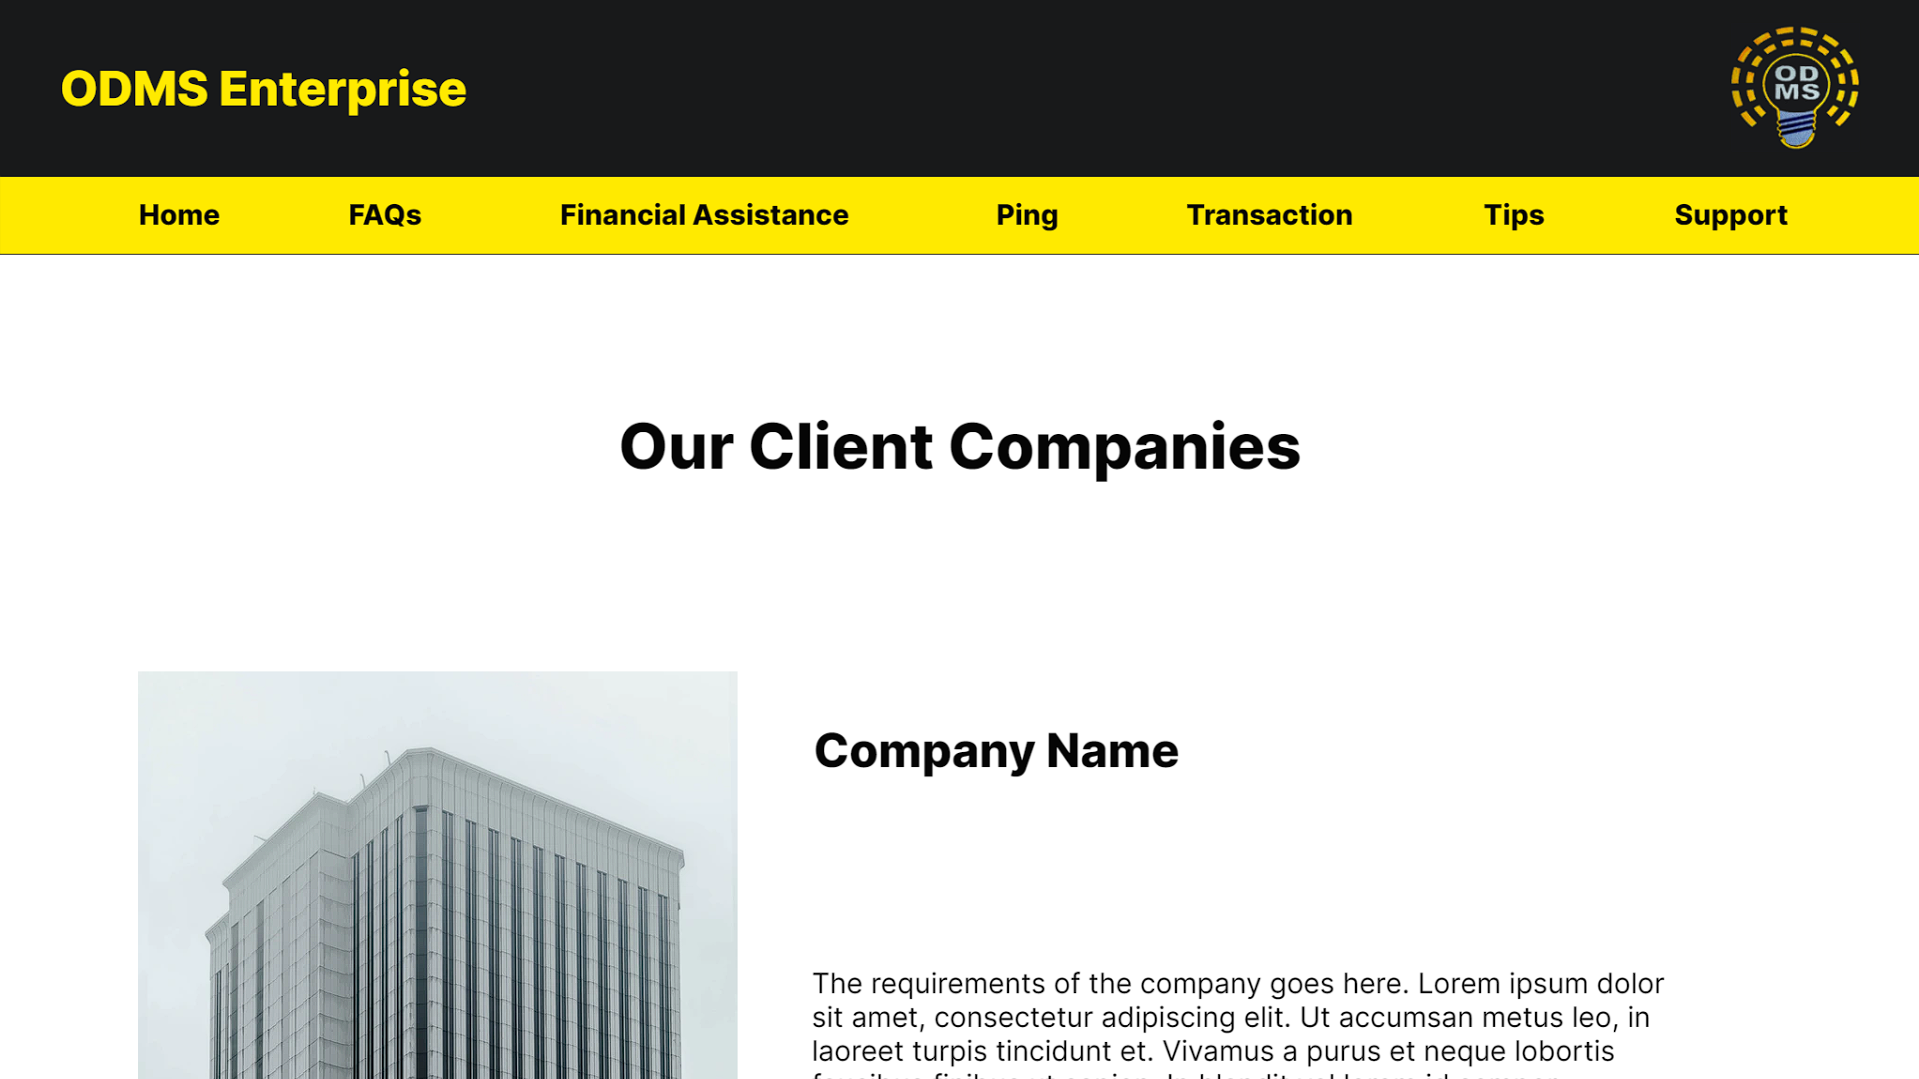 ODMS Enterprise
OD
MS
Home FAQs Financial Assistance Ping Transaction Tips Support
Our Client Companies
Company Name
The requirements of the company goes here. Lorem ipsum dolor
sit amet, consectetur adipiscing elit. Ut accumsan metus leo, in
laoreet turpis tincidunt et. Vivamus a purus et neque lobortis